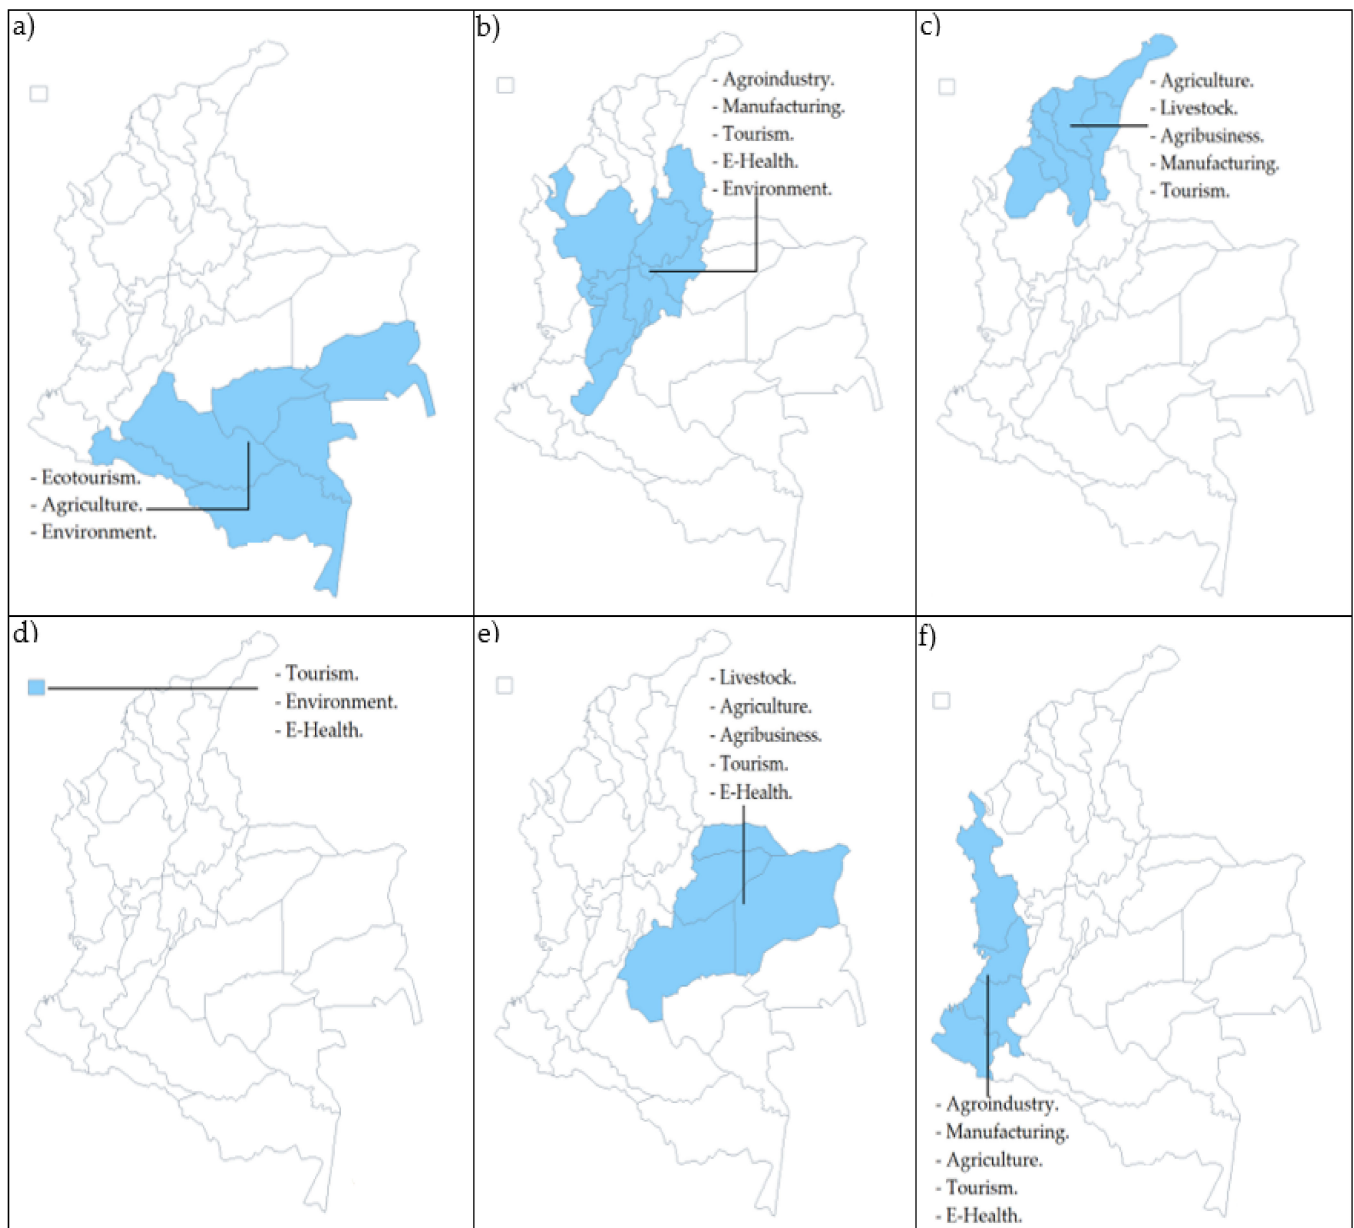 a)
- Ecotourism.
- Agriculture.
- Environment.
b)
- Agroindustry.
- Manufacturing.
- Tourism.
- E-Health.
- Environment.
c)
- Agriculture.
- Livestock.
- Agribusiness.
- Manufacturing.
- Tourism.
d)
- Tourism.
- Environment.
- E-Health.
e)
- Livestock.
- Agriculture.
- Agribusiness.
- Tourism.
- E-Health.
f)
- Agroindustry.
- Manufacturing.
- Agriculture.
- Tourism.
- E-Health.